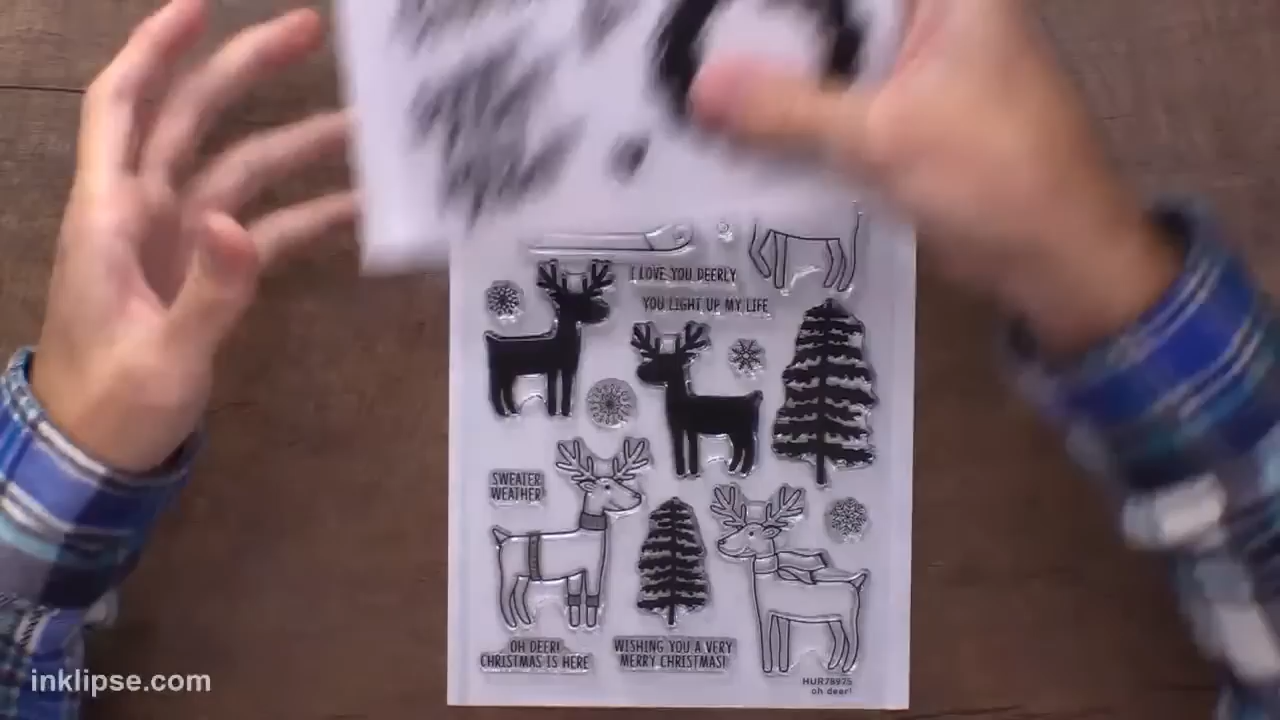 I LOVE YOU DEERLY
YOU LIGHT UP MY LIFE
SWEATER
WEATHER
OH DEER!
CHRISTMAS IS HERE
WISHING YOU A VERY
MERRY CHRISTMAS!
HUR78975
oh deer!
inklipse.com